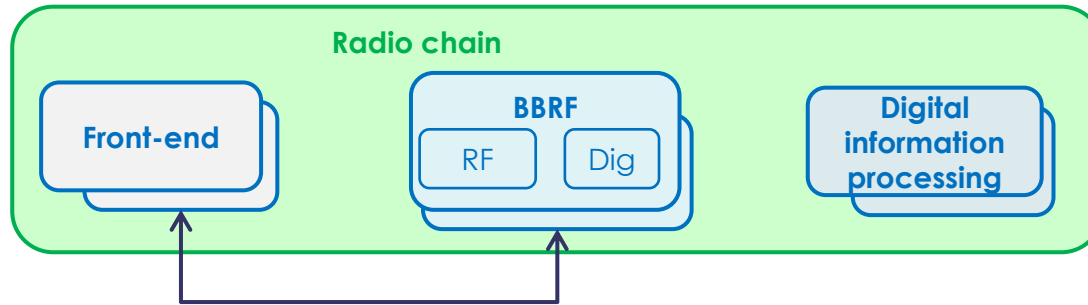 Radio chain
Front-end
BBRF
RF
Dig
Digital
information
processing